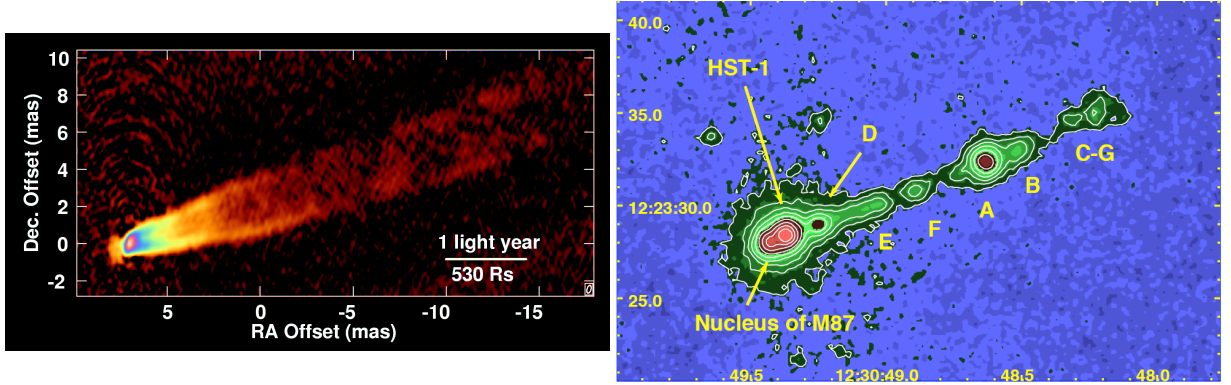 10
8
6
4
2
0
-2
Dec. Offset (mas)
1 light year
530 Rs
5
0
-5
-10
-15
RA Offset (mas)
40.0
HST-1
35.0
D
C-G
B
12:23:30.0
A
F
E
25.0
Nucleus of M87
49.5
12:30:49.0
48.5
48.0